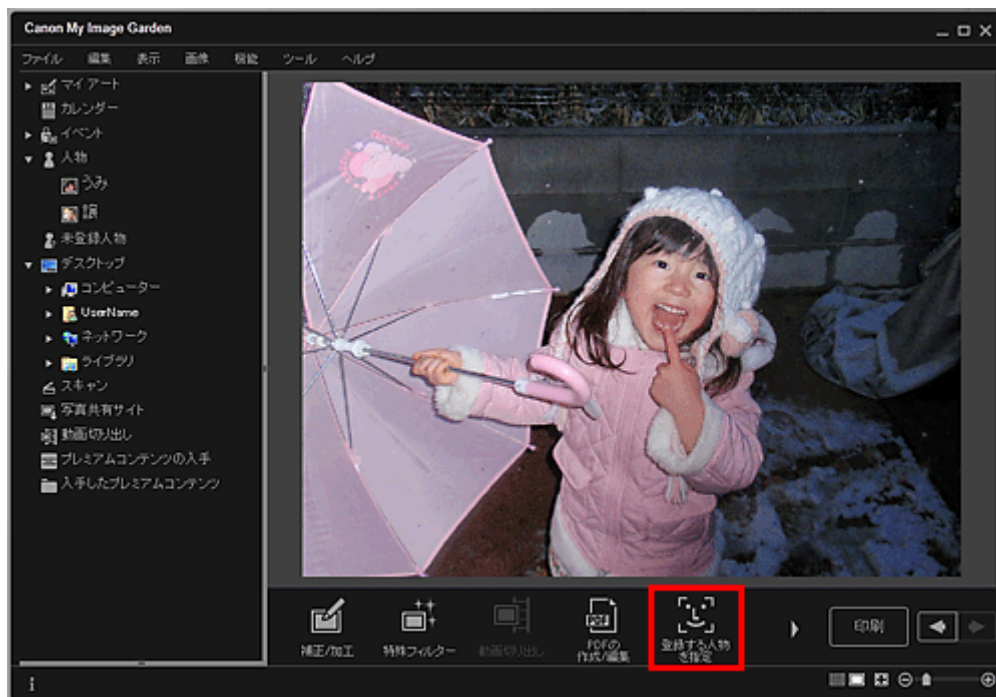 Canon My Image Garden
ファイル 編集 表示 画像 機能 ツール ヘルプ
マイ アート
カレンダー
イベント
人物
うみ
譲
未登録人物
デスクトップ
コンピューター
UserName
ネットワーク
ライブラリ
スキャン
写真共有サイト
動画切り出し
プレミアムコンテンツの入手
入手したプレミアムコンテンツ
補正/加工
特殊フィルター
動画切り出し
PDF
PDFの
作成/編集
登録する人物
を指定
印刷